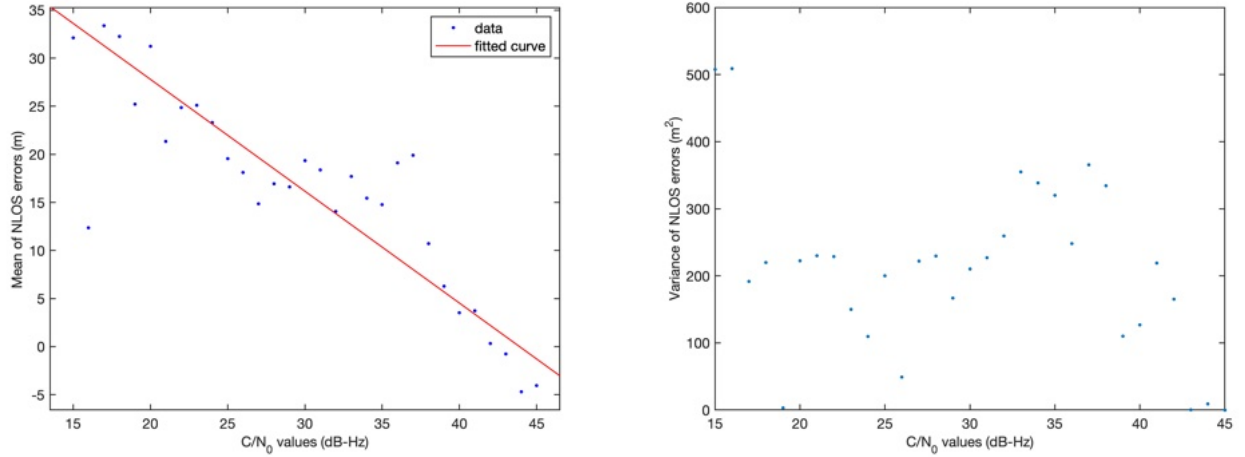 35
30
25
20
15
10
5
0
-5
Mean of NLOS errors (m)
data
fitted curve
15 20 25 30 35 40 45
C/N0 values (dB-Hz)
600
500
400
300
200
100
0
Variance of NLOS errors (m²)
15 20 25 30 35 40 45
C/N0 values (dB-Hz)